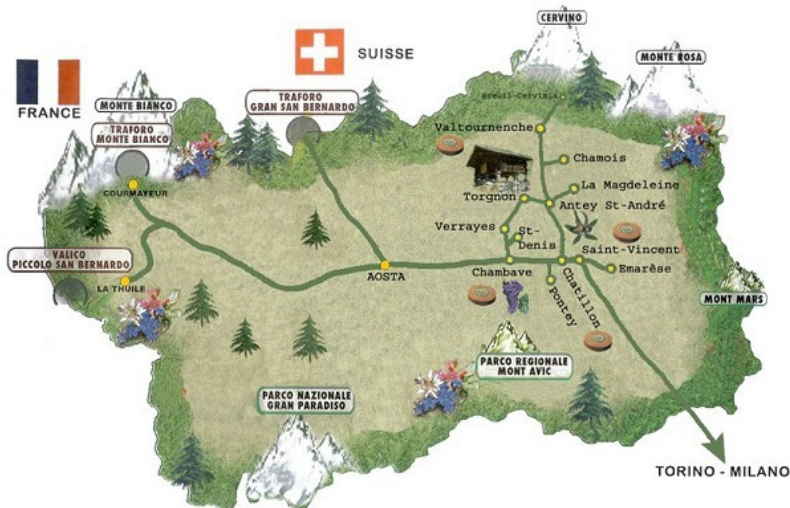 CERVINO
SUISSE
MONTE ROSA
FRANCE
MONTE BIANCO
TRAFORO
GRAN SAN BERNARDO
Breuil-Cervinia
TRAFORO
MONTE BIANCO
Valtournenche
Chamois
COURMAYEUR
La Magdeleine
Torgnon
Antey St-André
Verrayes
St-
Denis
Saint-Vincent
VALICO
PICCOLO SAN BERNARDO
AOSTA
Chambave
Emarèse
LA THUILE
Pontey
Chatillon
MONT MARS
PARCO REGIONALE
MONT AVIC
PARCO NAZIONALE
GRAN PARADISO
TORINO - MILANO